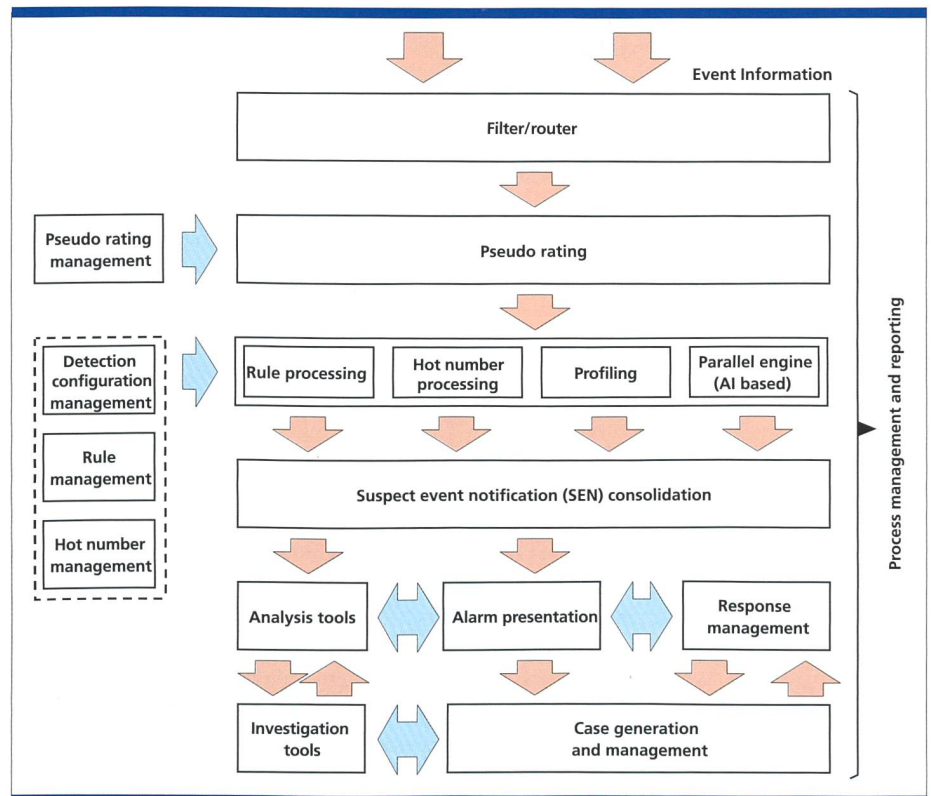 Event Information
Filter/router
Pseudo rating
management
Pseudo rating
Detection
configuration
management
Rule
management
Hot number
management
Rule processing
Hot number
processing
Profiling
Parallel engine
(AI based)
Suspect event notification (SEN) consolidation
Analysis tools
Alarm presentation
Response
management
Investigation
tools
Case generation
and management
Process management and reporting